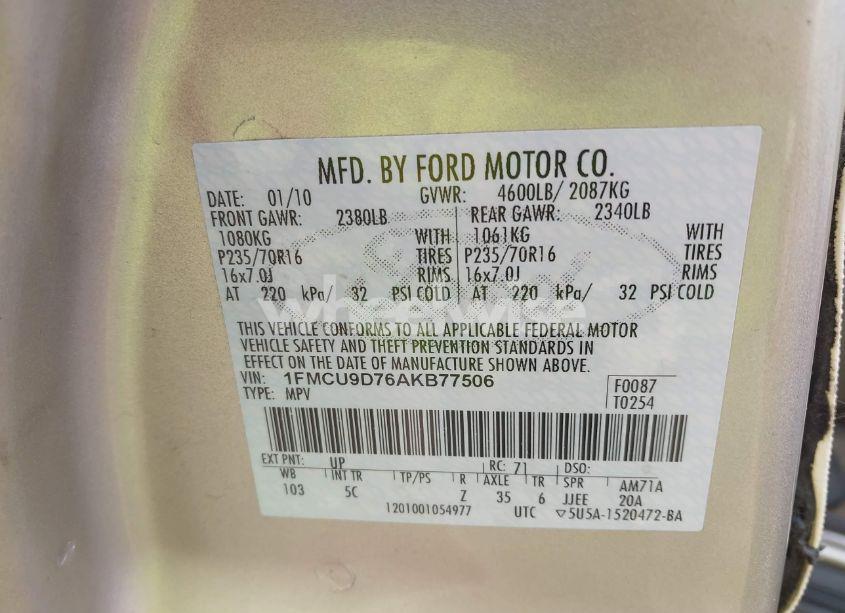 MFD. BY FORD MOTOR CO.
DATE: 01/10 GVWR: 4600LB/ 2087KG
FRONT GAWR: 2380LB REAR GAWR: 2340LB
1080KG WITH 1061KG WITH
P235/70R16 TIRES P235/70R16 TIRES
16x7.0J RIMS 16x7.0J RIMS
AT 220 kPa/ 32 PSI COLD AT 220 kPa/ 32 PSI COLD
wheelwise
THIS VEHICLE CONFORMS TO ALL APPLICABLE FEDERAL MOTOR
VEHICLE SAFETY AND THEFT PREVENTION STANDARDS IN
EFFECT ON THE DATE OF MANUFACTURE SHOWN ABOVE.
VIN: 1FMCU9D76AKB77506 F0087
TYPE: MPV T0254
EXT PNT: UP RC: 71 DSO:
WB INT TR TP/PS R AXLE TR SPR AM71A
103 5C Z 35 6 JJEE 20A
1201001054977 UTC ▽5U5A-1520472-BA